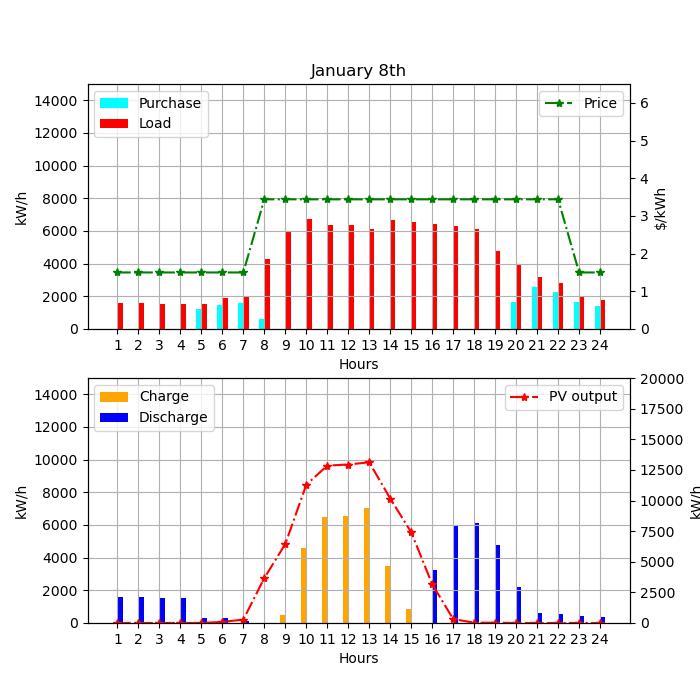 January 8th
14000
12000
10000
8000
6000
4000
2000
0
kW/h
Purchase
Load
Price
6
5
4
3
2
1
0
$/kWh
1 2 3 4 5 6 7 8 9 10 11 12 13 14 15 16 17 18 19 20 21 22 23 24
Hours
14000
12000
10000
8000
6000
4000
2000
0
kW/h
Charge
Discharge
PV output
20000
17500
15000
12500
10000
7500
5000
2500
0
kW/h
1 2 3 4 5 6 7 8 9 10 11 12 13 14 15 16 17 18 19 20 21 22 23 24
Hours